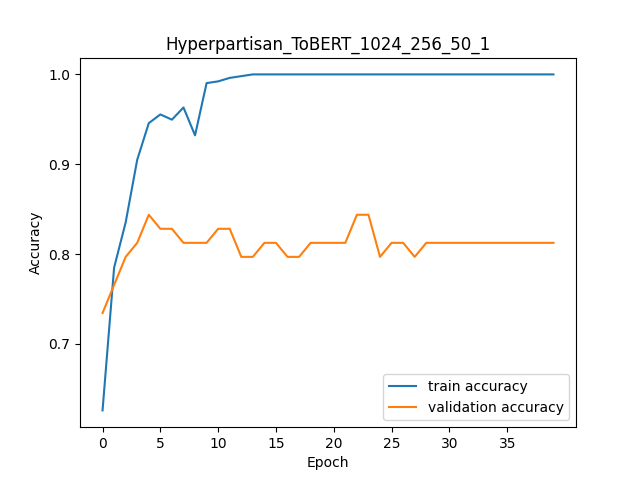 Hyperpartisan_ToBERT_1024_256_50_1
1.0
0.9
0.8
0.7
Accuracy
train accuracy
validation accuracy
0 5 10 15 20 25 30 35
Epoch